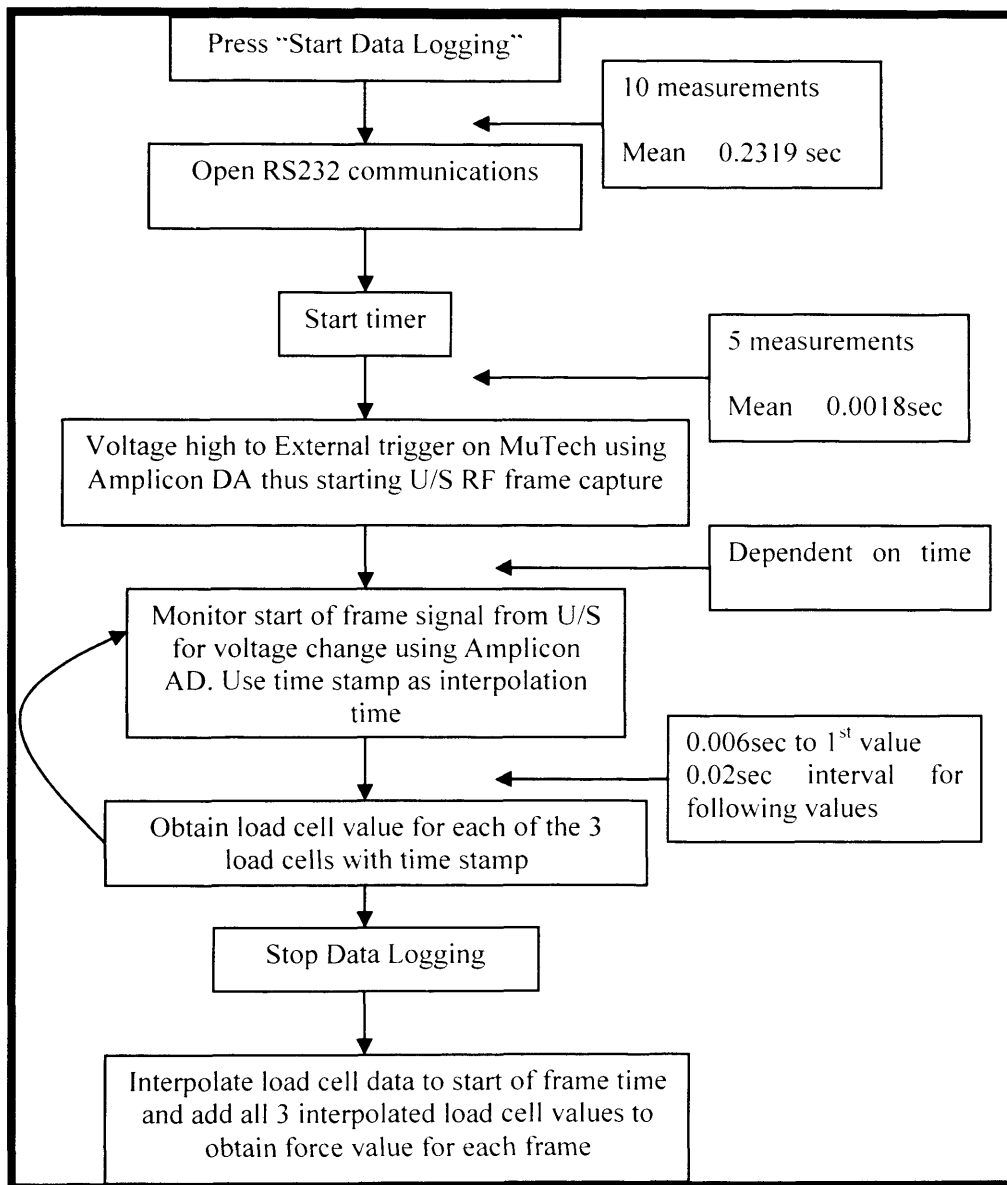 Press “Start Data Logging”
10 measurements
Mean 0.2319 sec
Open RS232 communications
Start timer
5 measurements
Mean 0.0018sec
Voltage high to External trigger on MuTech using
Amplicon DA thus starting U/S RF frame capture
Dependent on time
Monitor start of frame signal from U/S
for voltage change using Amplicon
AD. Use time stamp as interpolation
time
0.006sec to 1st value
0.02sec interval for
following values
Obtain load cell value for each of the 3
load cells with time stamp
Stop Data Logging
Interpolate load cell data to start of frame time
and add all 3 interpolated load cell values to
obtain force value for each frame